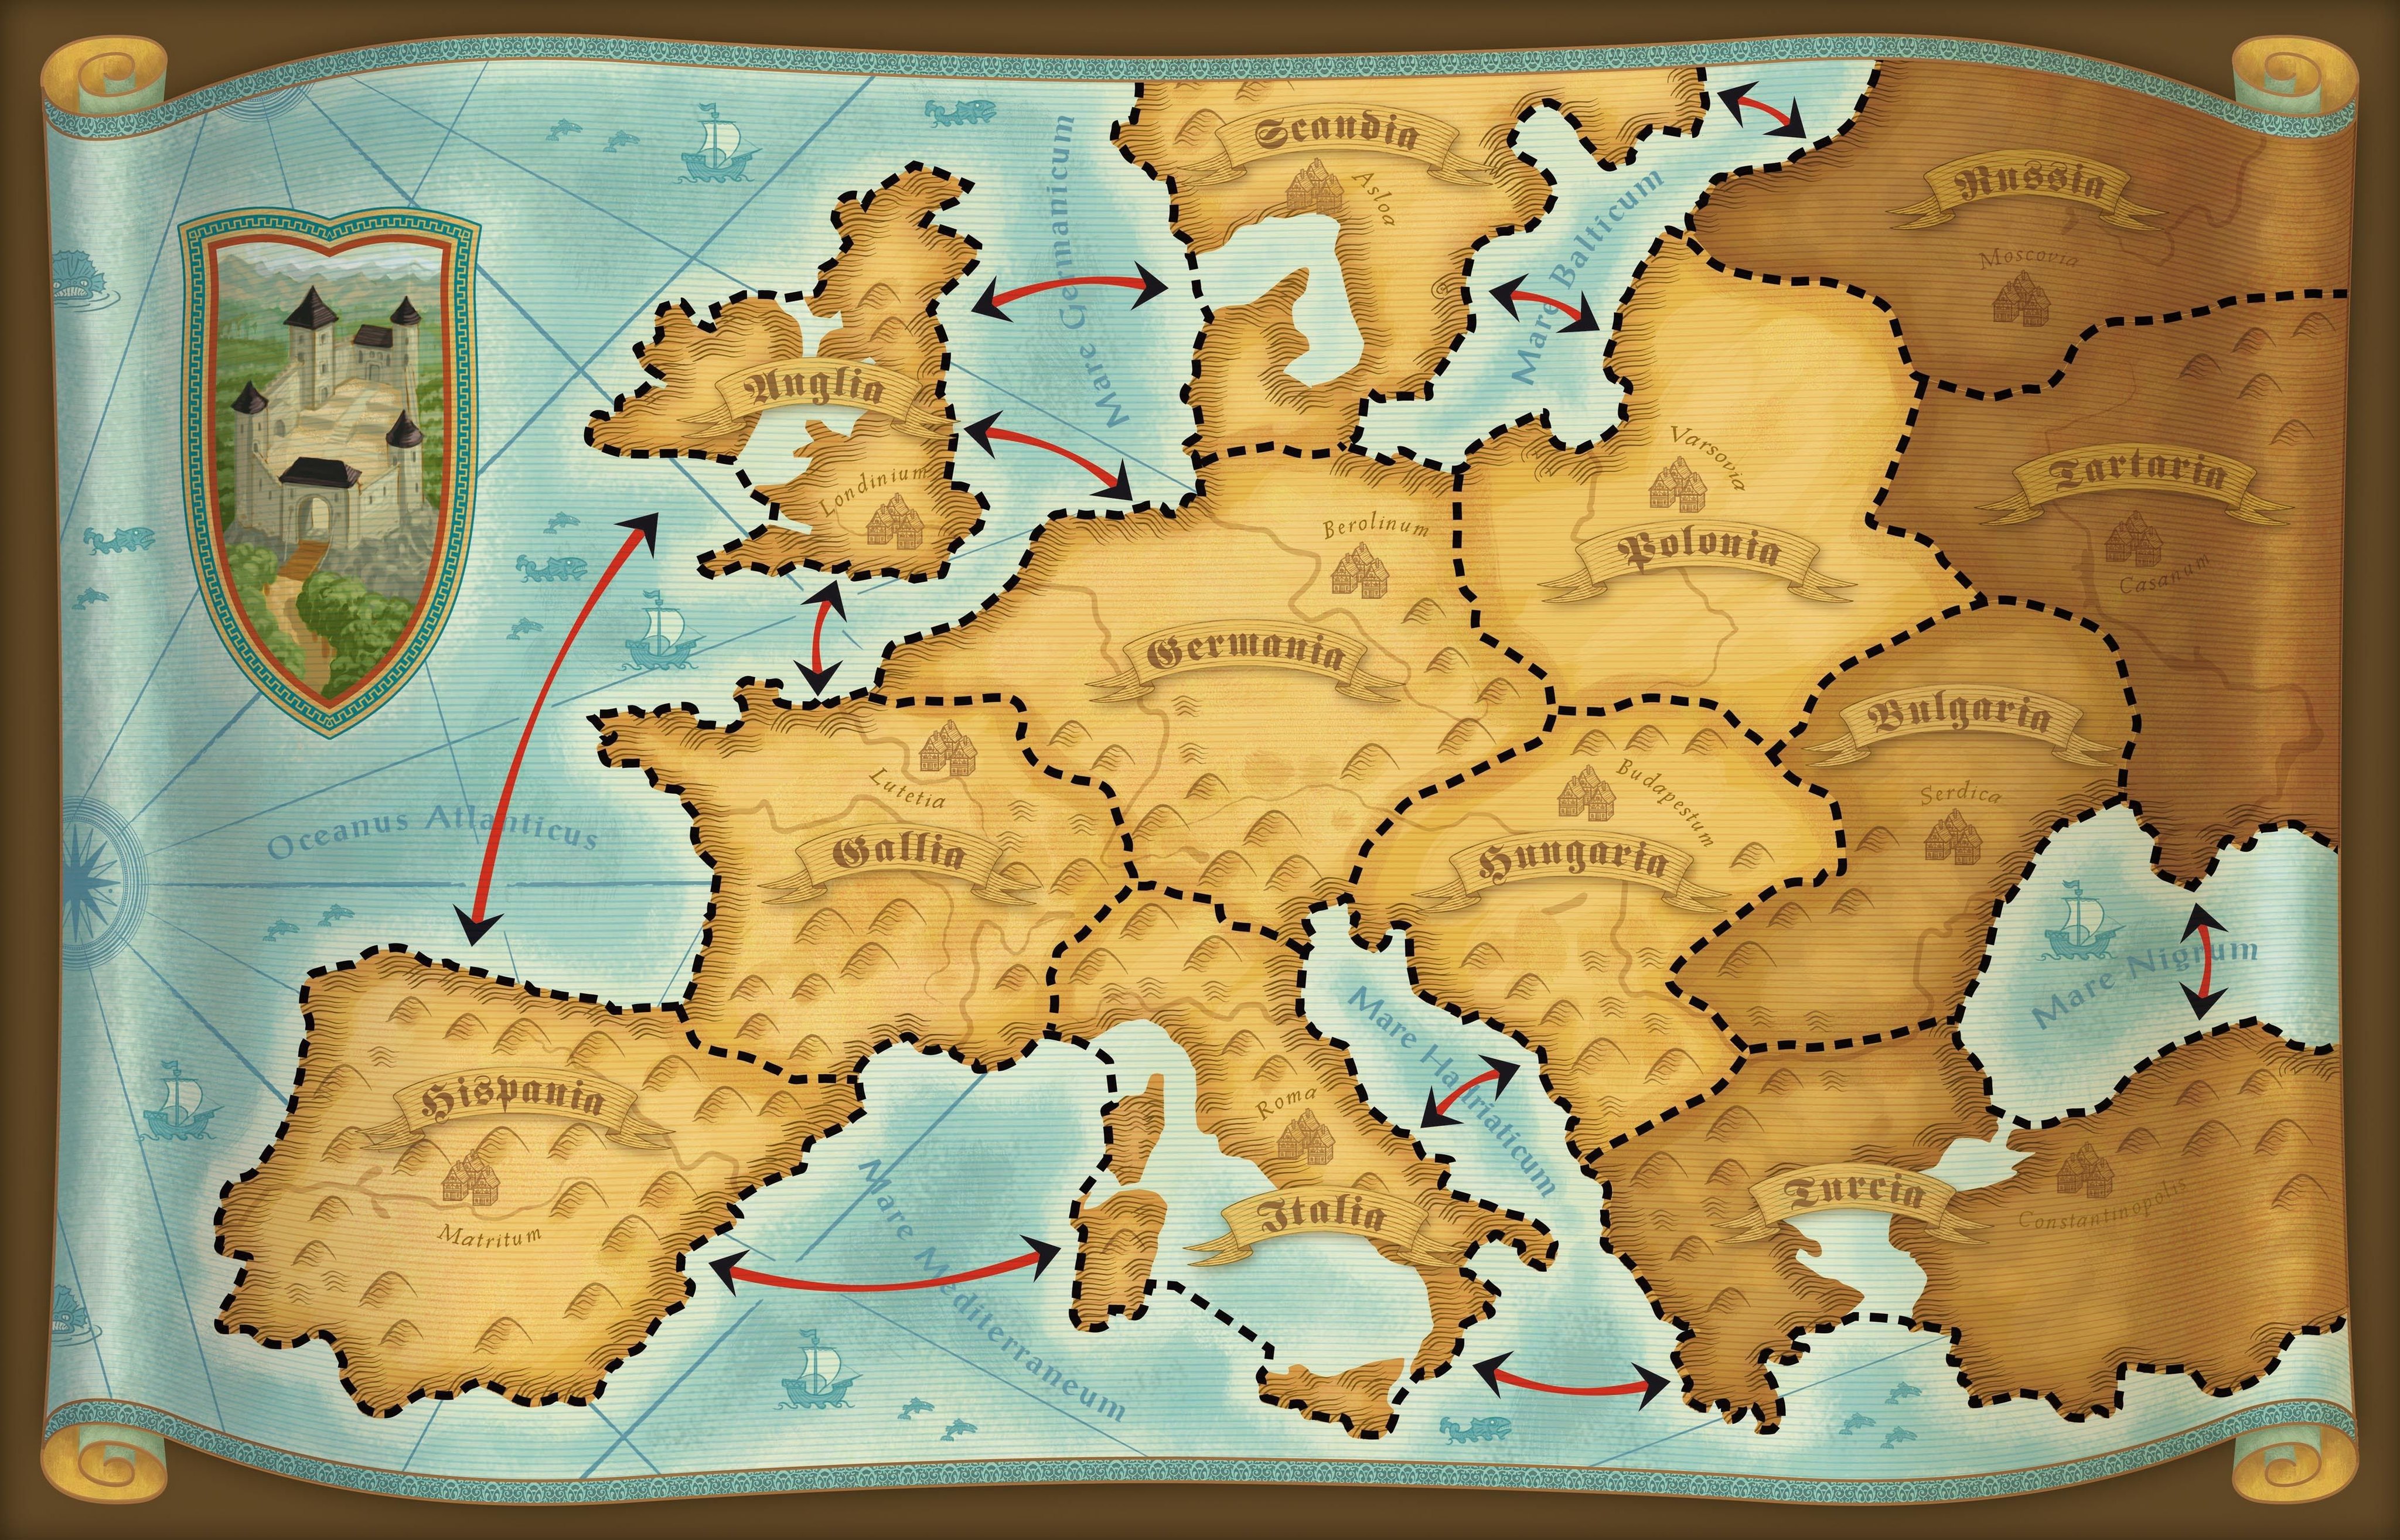 Scandia
Asloa
Mare Germanicum
Mare Balticum
Russia
Moscovia
Anglia
Londinium
Tartaria
Casanum
Varsovia
Polonia
Berolinum
Germania
Bulgaria
Serdica
Lutetia
Gallia
Budapestum
Hungaria
Oceanus Atlanticus
Mare Nigrum
Mare Hadriaticum
Hispania
Matritum
Roma
Italia
Turcia
Constantinopolis
Mare Mediterraneum